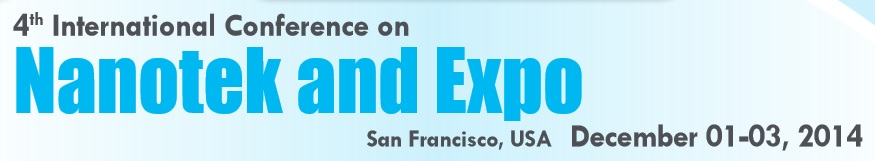 4th International Conference on
Nanotek and Expo
San Francisco, USA December 01-03, 2014